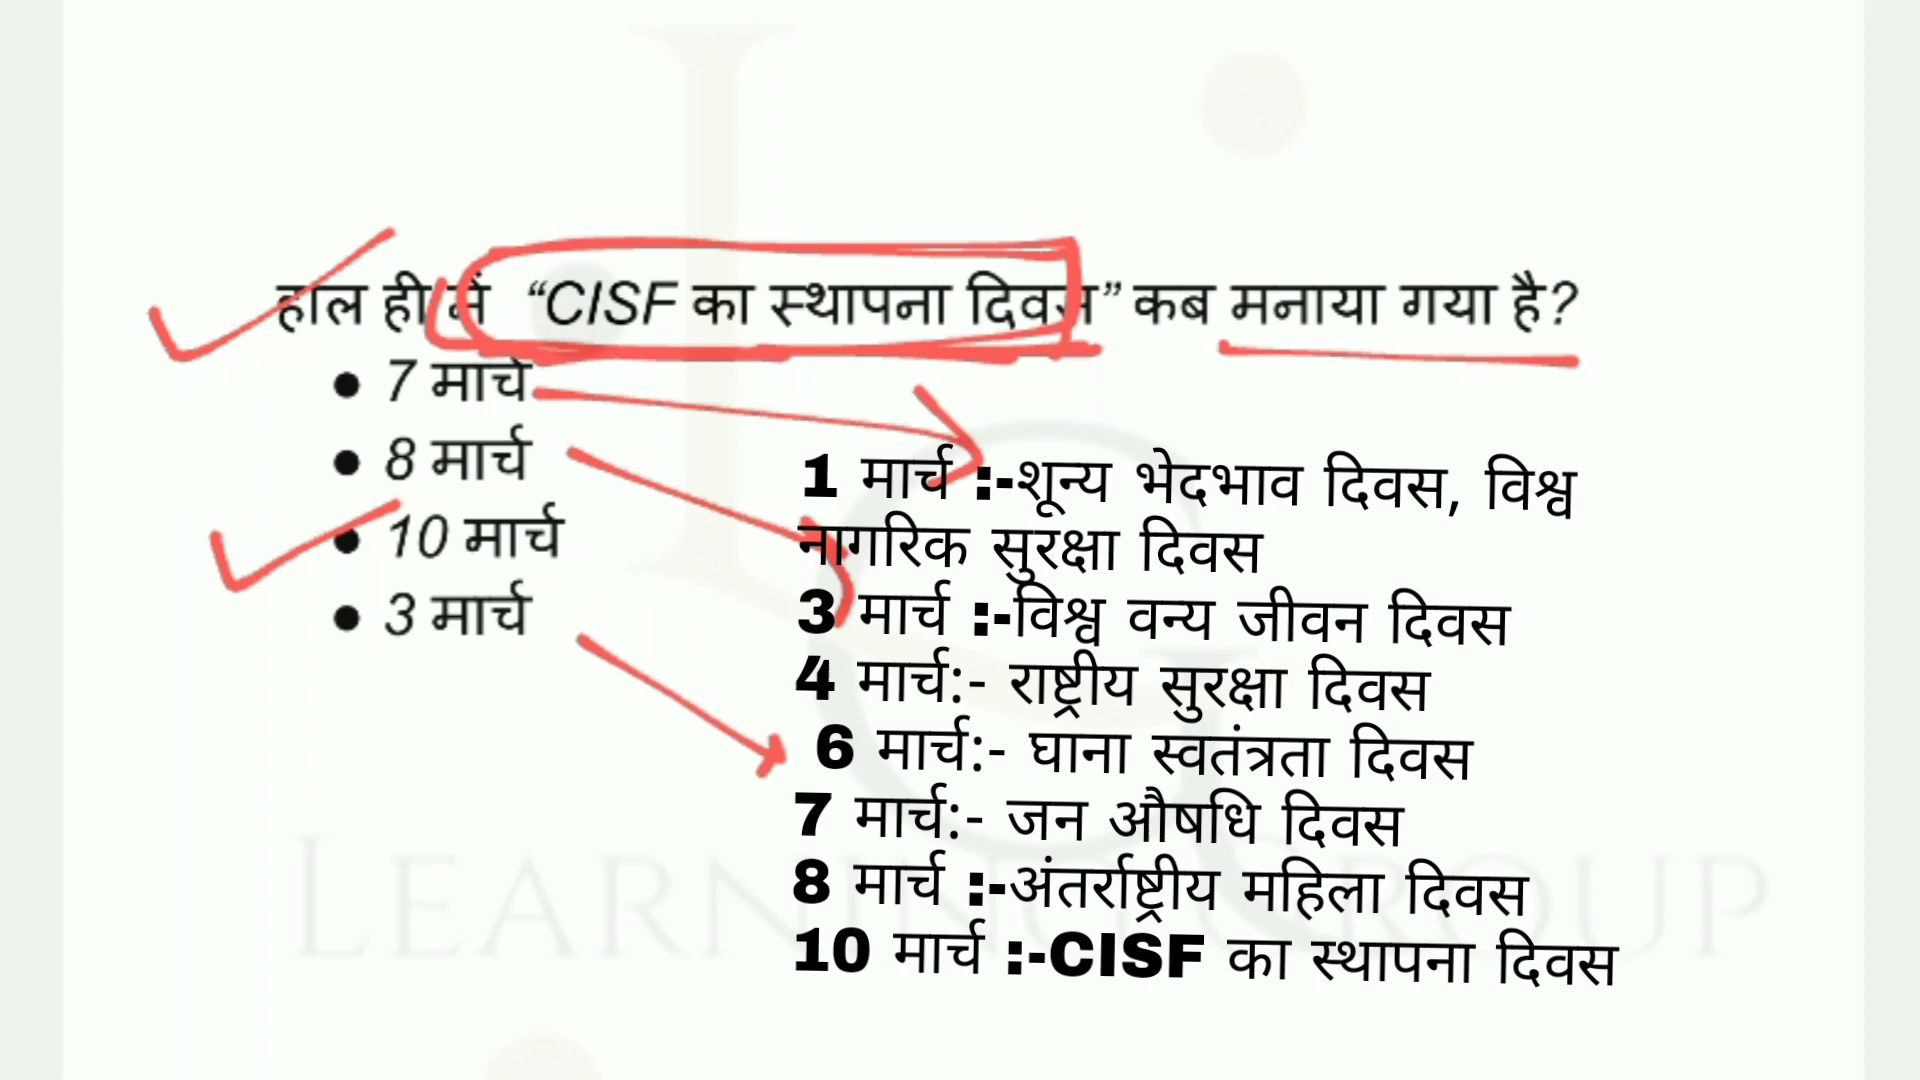 हाल ही में “CISF का स्थापना दिवस” कब मनाया गया है?
● 7 मार्च
● 8 मार्च
● 10 मार्च
● 3 मार्च
1 मार्च :-शून्य भेदभाव दिवस, विश्व
नागरिक सुरक्षा दिवस
3 मार्च :-विश्व वन्य जीवन दिवस
4 मार्च:- राष्ट्रीय सुरक्षा दिवस
6 मार्च:- घाना स्वतंत्रता दिवस
7 मार्च:- जन औषधि दिवस
8 मार्च :-अंतर्राष्ट्रीय महिला दिवस
10 मार्च :-CISF का स्थापना दिवस
LEARNING GROUP